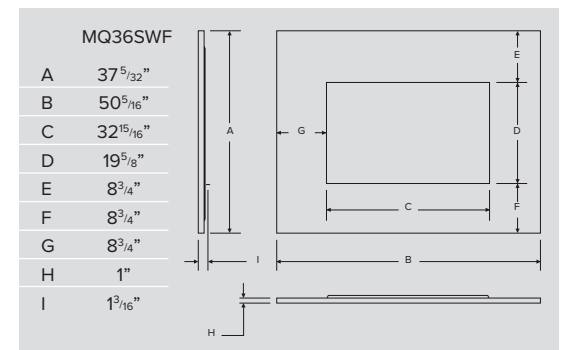 MQ36SWF
A 37 5/32”
B 50 5/16”
C 32 15/16”
D 19 5/8”
E 8 3/4”
F 8 3/4”
G 8 3/4”
H 1”
I 1 3/16”
E
A
G
D
C
F
I
B
H